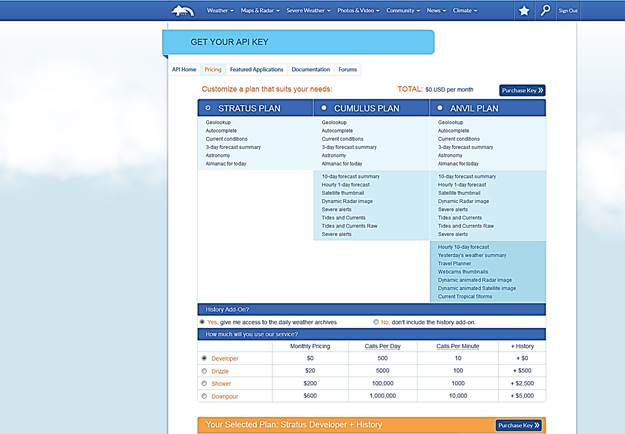 Weather Maps & Radar Severe Weather Photos & Video Community News Climate Sign Out
GET YOUR API KEY
API Home Pricing Featured Applications Documentation Forums
Customize a plan that suits your needs: TOTAL: $0 USD per month Purchase Key
STRATUS PLAN CUMULUS PLAN ANVIL PLAN
Geolookup Geolookup Geolookup
Autocomplete Autocomplete Autocomplete
Current conditions Current conditions Current conditions
3-day forecast summary 3-day forecast summary 3-day forecast summary
Astronomy Astronomy Astronomy
Almanac for today Almanac for today Almanac for today
10-day forecast summary 10-day forecast summary
Hourly 1-day forecast Hourly 1-day forecast
Satellite thumbnail Satellite thumbnail
Dynamic Radar image Dynamic Radar image
Severe alerts Severe alerts
Tides and Currents Tides and Currents
Tides and Currents Raw Tides and Currents Raw
Severe alerts Severe alerts
Hourly 10-day forecast
Yesterday's weather summary
Travel Planner
Webcams thumbnails
Dynamic animated Radar image
Dynamic animated Satellite image
Current Tropical Storms
History Add-On?
Yes, give me access to the daily weather archives No, don't include the history add-on.
How much will you use our service?
Monthly Pricing Calls Per Day Calls Per Minute + History
Developer $0 500 10 + $0
Drizzle $20 5000 100 + $500
Shower $200 100,000 1000 + $2,500
Downpour $600 1,000,000 10,000 + $5,000
Your Selected Plan: Stratus Developer + History Purchase Key